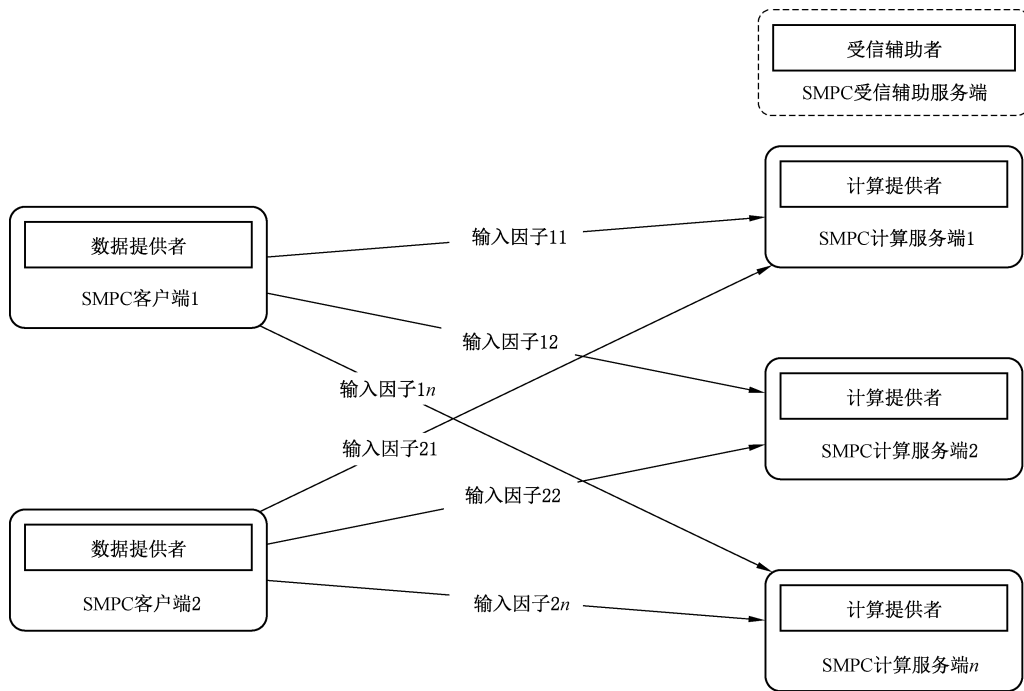 受信辅助者
SMPC受信辅助服务端
计算提供者
SMPC计算服务端1
数据提供者
SMPC客户端1
输入因子11
输入因子12
输入因子1n
计算提供者
SMPC计算服务端2
输入因子21
输入因子22
数据提供者
SMPC客户端2
输入因子2n
计算提供者
SMPC计算服务端n